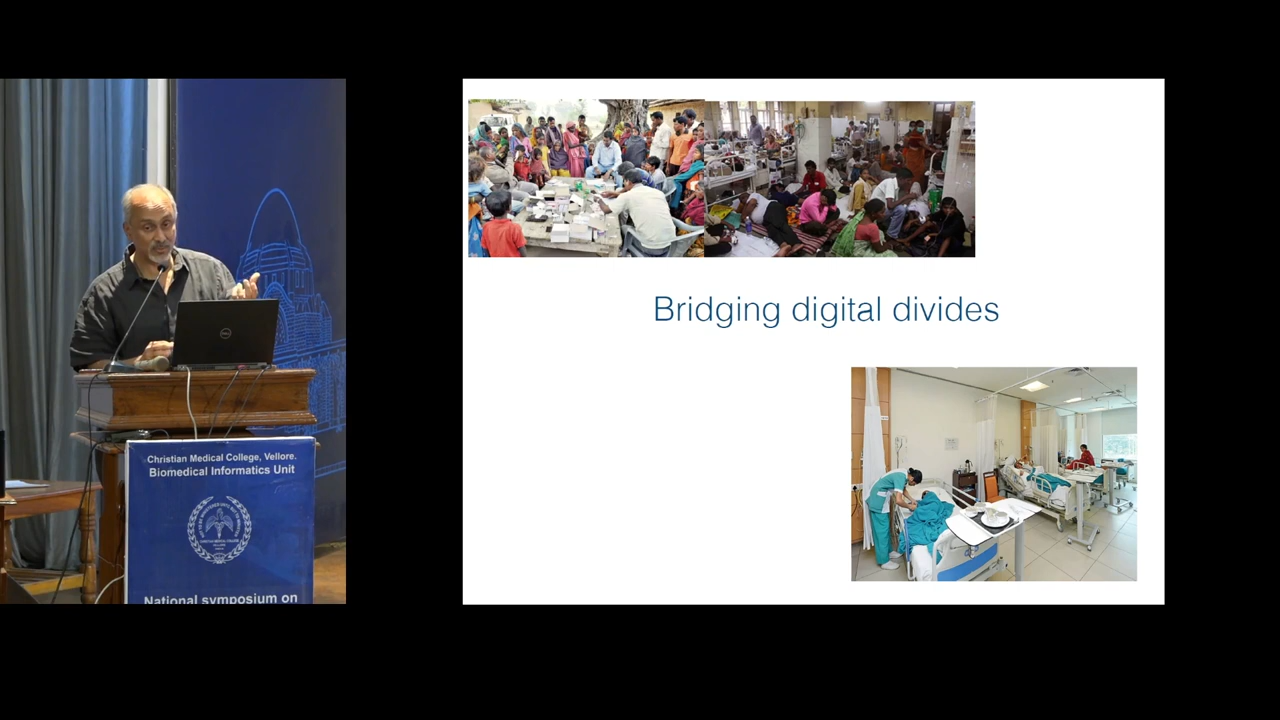 Bridging digital divides
Christian Medical College, Vellore.
Biomedical Informatics Unit
National symposium on